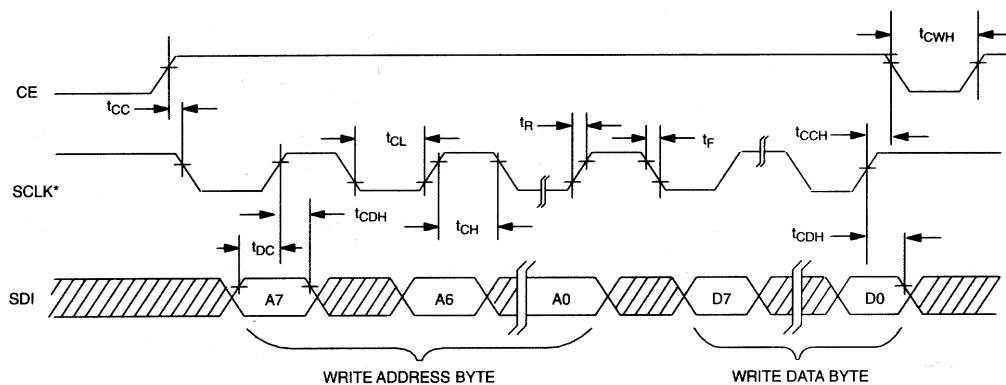 tCWH
CE
tCC
tR
tCL
tF
tCCH
SCLK*
tCDH
tCH
tCDH
tDC
SDI
A7
A6
A0
D7
D0
WRITE ADDRESS BYTE
WRITE DATA BYTE